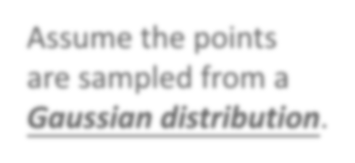 Assume the points
are sampled from a
Gaussian distribution.